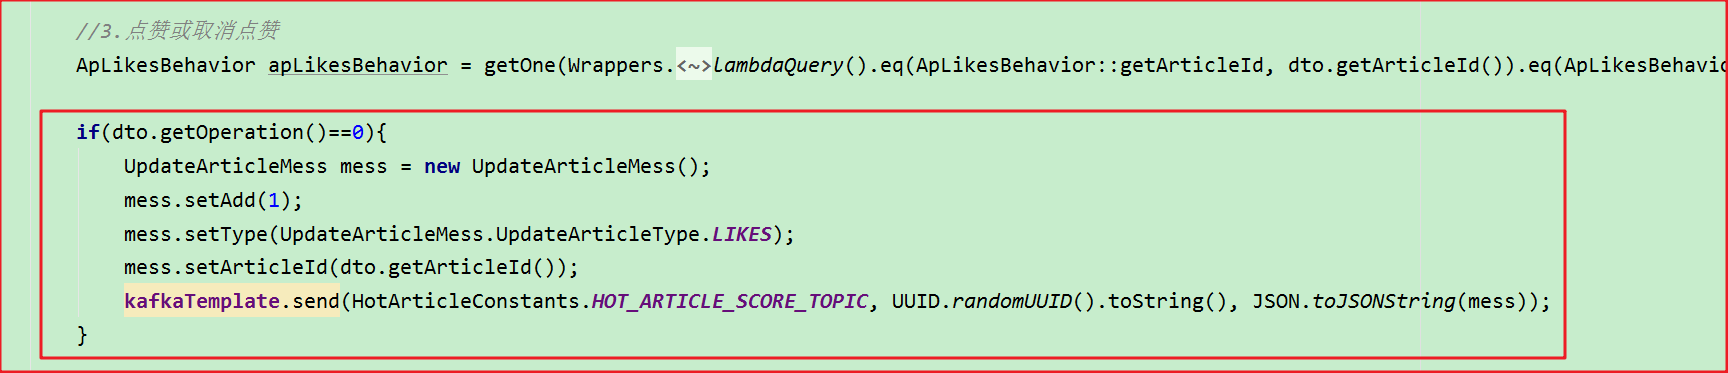 //3.点赞或取消点赞
ApLikesBehavior apLikesBehavior = getOne(Wrappers.<~>lambdaQuery().eq(ApLikesBehavior::getArticleId, dto.getArticleId()).eq(ApLikesBehavio
if(dto.getOperation()==0){
UpdateArticleMess mess = new UpdateArticleMess();
mess.setAdd(1);
mess.setType(UpdateArticleMess.UpdateArticleType.LIKES);
mess.setArticleId(dto.getArticleId());
kafkaTemplate.send(HotArticleConstants.HOT_ARTICLE_SCORE_TOPIC, UUID.randomUUID().toString(), JSON.toJSONString(mess));
}